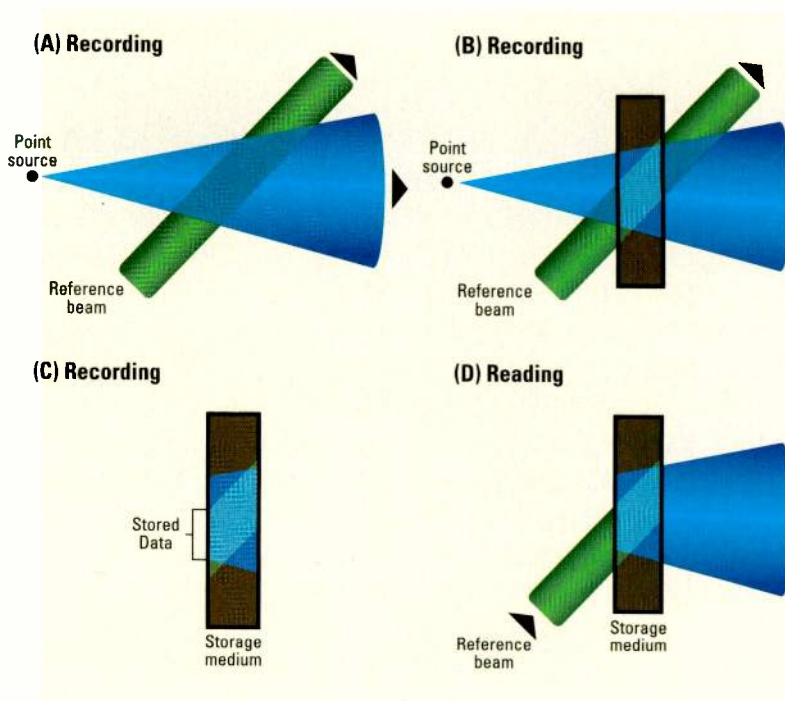 (A) Recording
Point
source
Reference
beam
(B) Recording
Point
source
Reference
beam
(C) Recording
Stored
Data
Storage
medium
(D) Reading
Reference
beam
Storage
medium